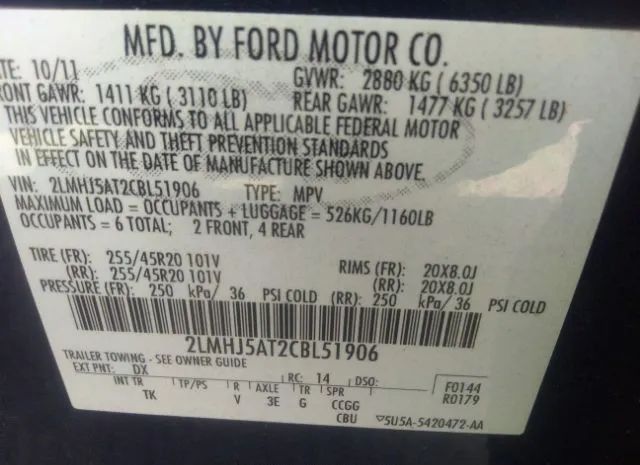 MFD. BY FORD MOTOR CO.
DATE: 10/11 GVWR: 2880 KG ( 6350 LB)
FRONT GAWR: 1411 KG ( 3110 LB) REAR GAWR: 1477 KG ( 3257 LB)
THIS VEHICLE CONFORMS TO ALL APPLICABLE FEDERAL MOTOR
VEHICLE SAFETY AND THEFT PREVENTION STANDARDS
IN EFFECT ON THE DATE OF MANUFACTURE SHOWN ABOVE.
VIN: 2LMHJ5AT2CBL51906 TYPE: MPV
MAXIMUM LOAD = OCCUPANTS + LUGGAGE = 526KG/1160LB
OCCUPANTS = 6 TOTAL; 2 FRONT, 4 REAR
TIRE (FR): 255/45R20 101V RIMS (FR): 20X8.0J
(RR): 255/45R20 101V (RR): 20X8.0J
PRESSURE (FR): 250 kPa/ 36 PSI COLD (RR): 250 kPa/36 PSI COLD
2LMHJ5AT2CBL51906
TRAILER TOWING - SEE OWNER GUIDE
EXT PNT: DX RC: 14 DSO: F0144
R0179
INT TR TP/PS R AXLE TR SPR
TK V 3E G CCGG
CBU 5U5A-5420472-AA